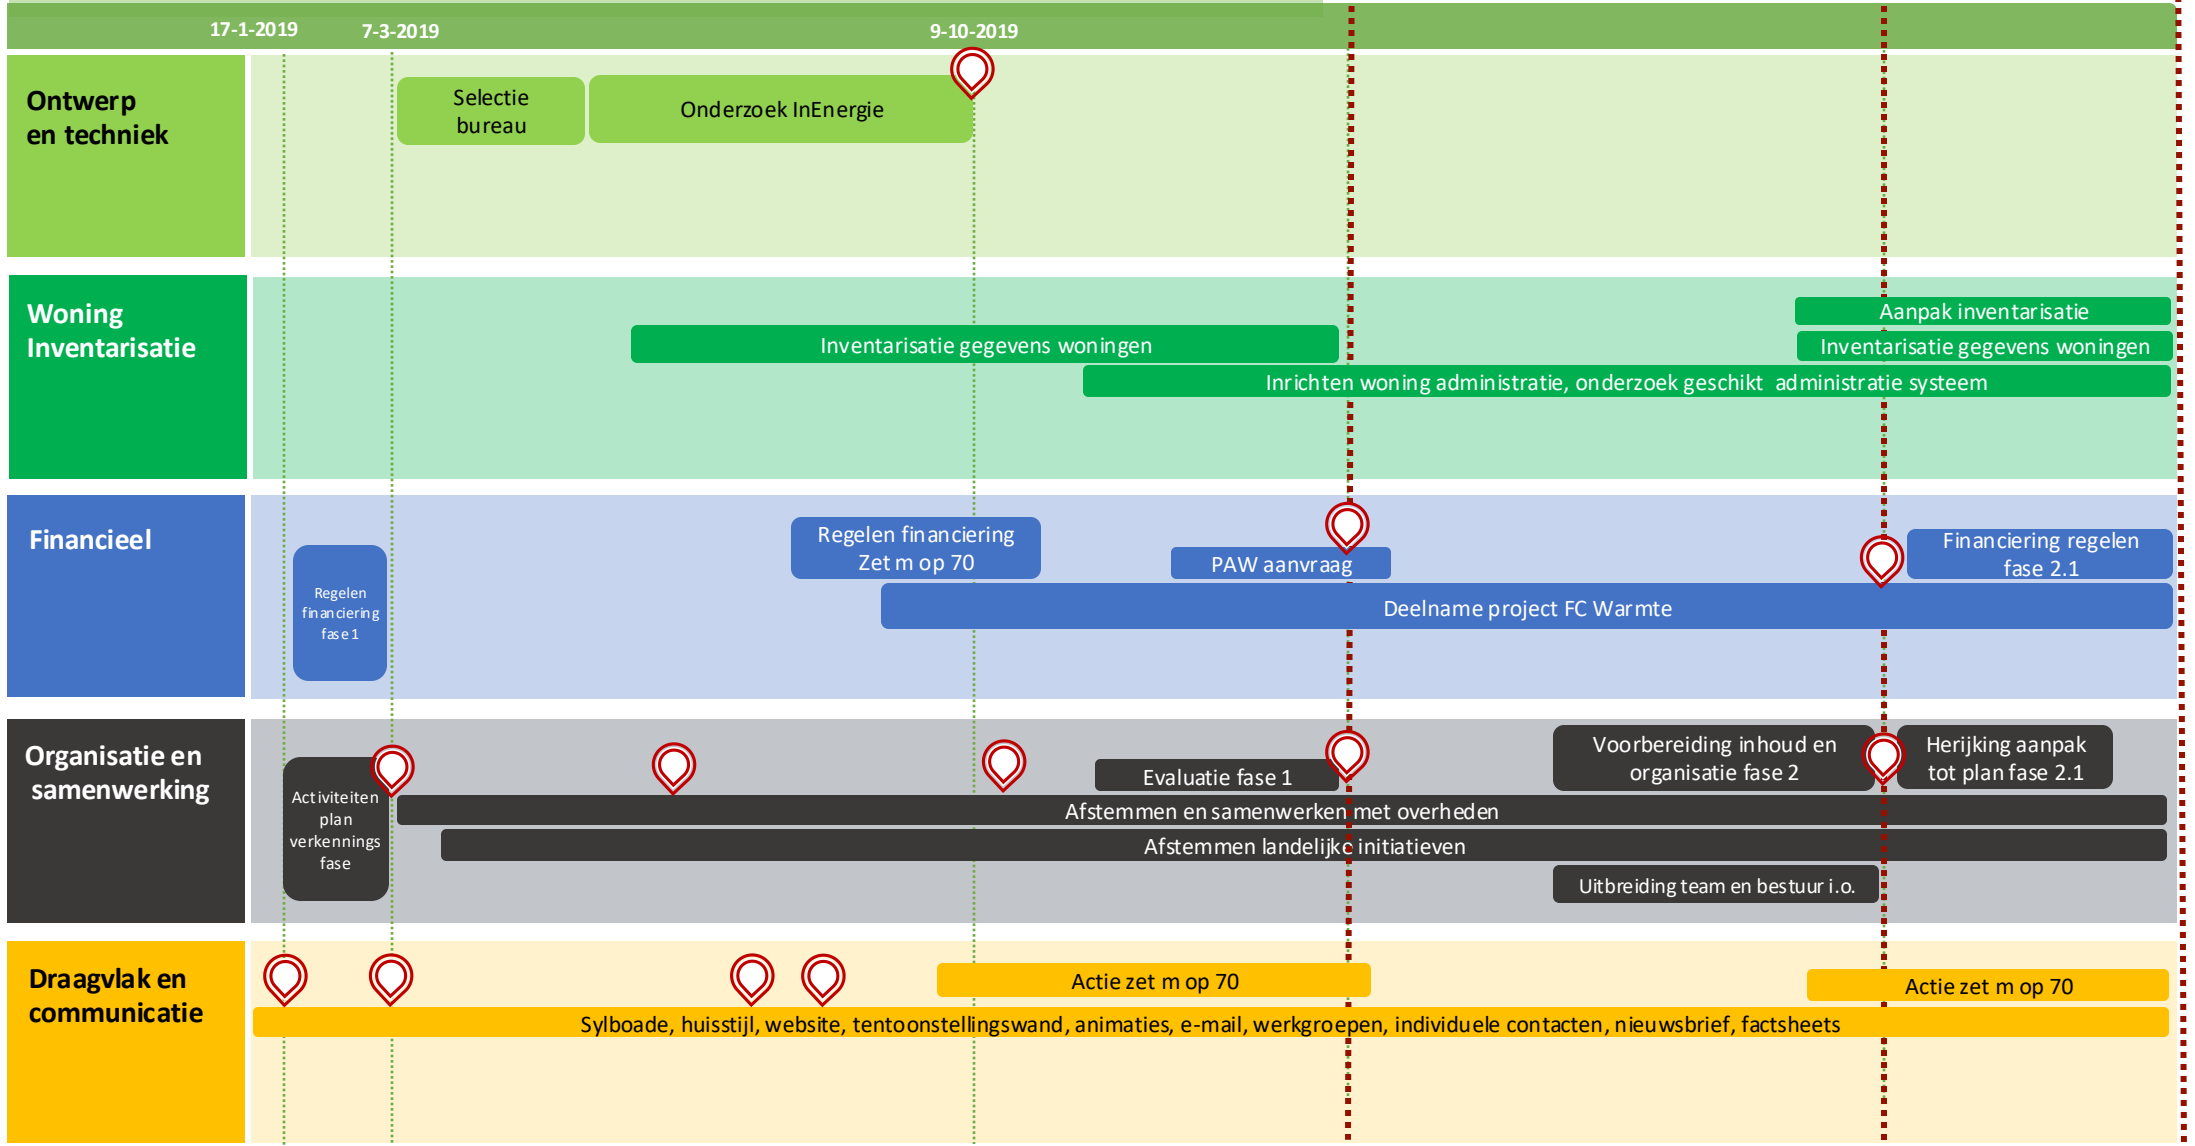 17-1-2019
7-3-2019
9-10-2019
Ontwerp
en techniek
Selectie
bureau
Onderzoek InEnergie
Woning
Inventarisatie
Aanpak inventarisatie
Inventarisatie gegevens woningen
Inventarisatie gegevens woningen
Inrichten woning administratie, onderzoek geschikt administratie systeem
Financieel
Regelen
financiering
fase 1
Regelen financiering
Zet m op 70
PAW aanvraag
Financiering regelen
fase 2.1
Deelname project FC Warmte
Organisatie en
samenwerking
Activiteiten
plan
verkennings
fase
Evaluatie fase 1
Voorbereiding inhoud en
organisatie fase 2
Herijking aanpak
tot plan fase 2.1
Afstemmen en samenwerken met overheden
Afstemmen landelijke initiatieven
Uitbreiding team en bestuur i.o.
Draagvlak en
communicatie
Actie zet m op 70
Actie zet m op 70
Sylboade, huisstijl, website, tentoonstellingswand, animaties, e-mail, werkgroepen, individuele contacten, nieuwsbrief, factsheets